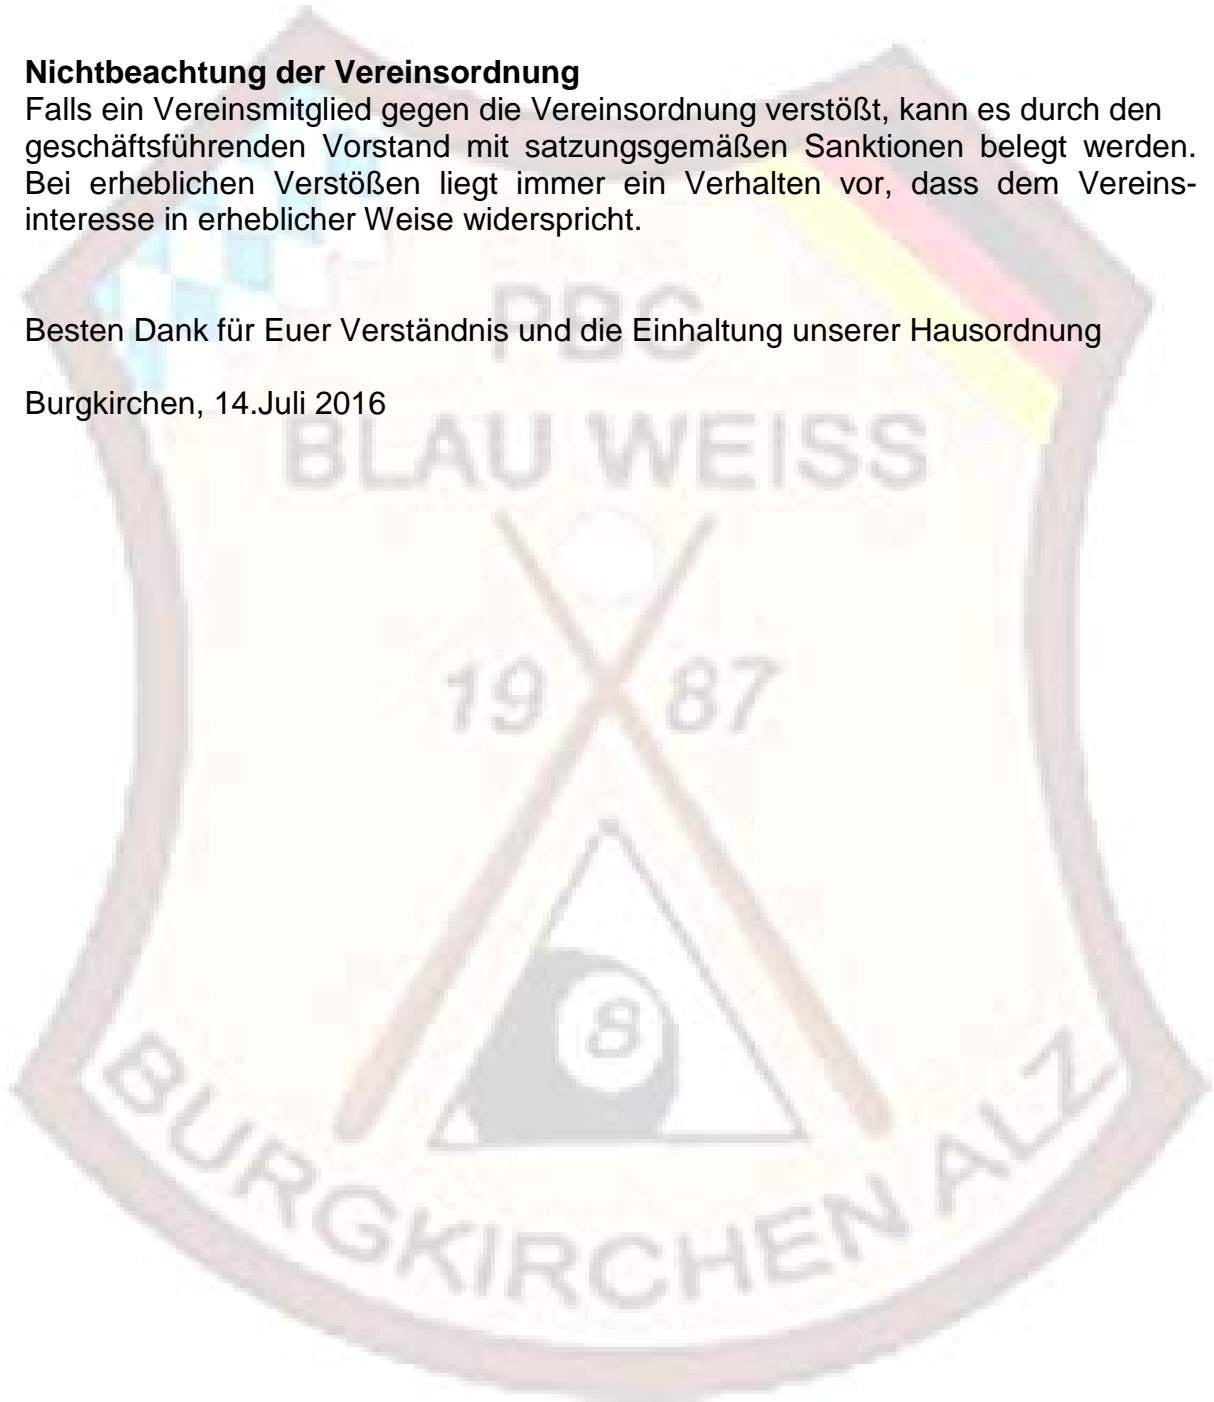 Nichtbeachtung der Vereinsordnung
Falls ein Vereinsmitglied gegen die Vereinsordnung verstößt, kann es durch den
geschäftsführenden Vorstand mit satzungsgemäßen Sanktionen belegt werden.
Bei erheblichen Verstößen liegt immer ein Verhalten vor, dass dem Vereins-
interesse in erheblicher Weise widerspricht.
Besten Dank für Euer Verständnis und die Einhaltung unserer Hausordnung
Burgkirchen, 14.Juli 2016
PBC
BLAU WEISS
19 87
8
BURGKIRCHEN ALZ